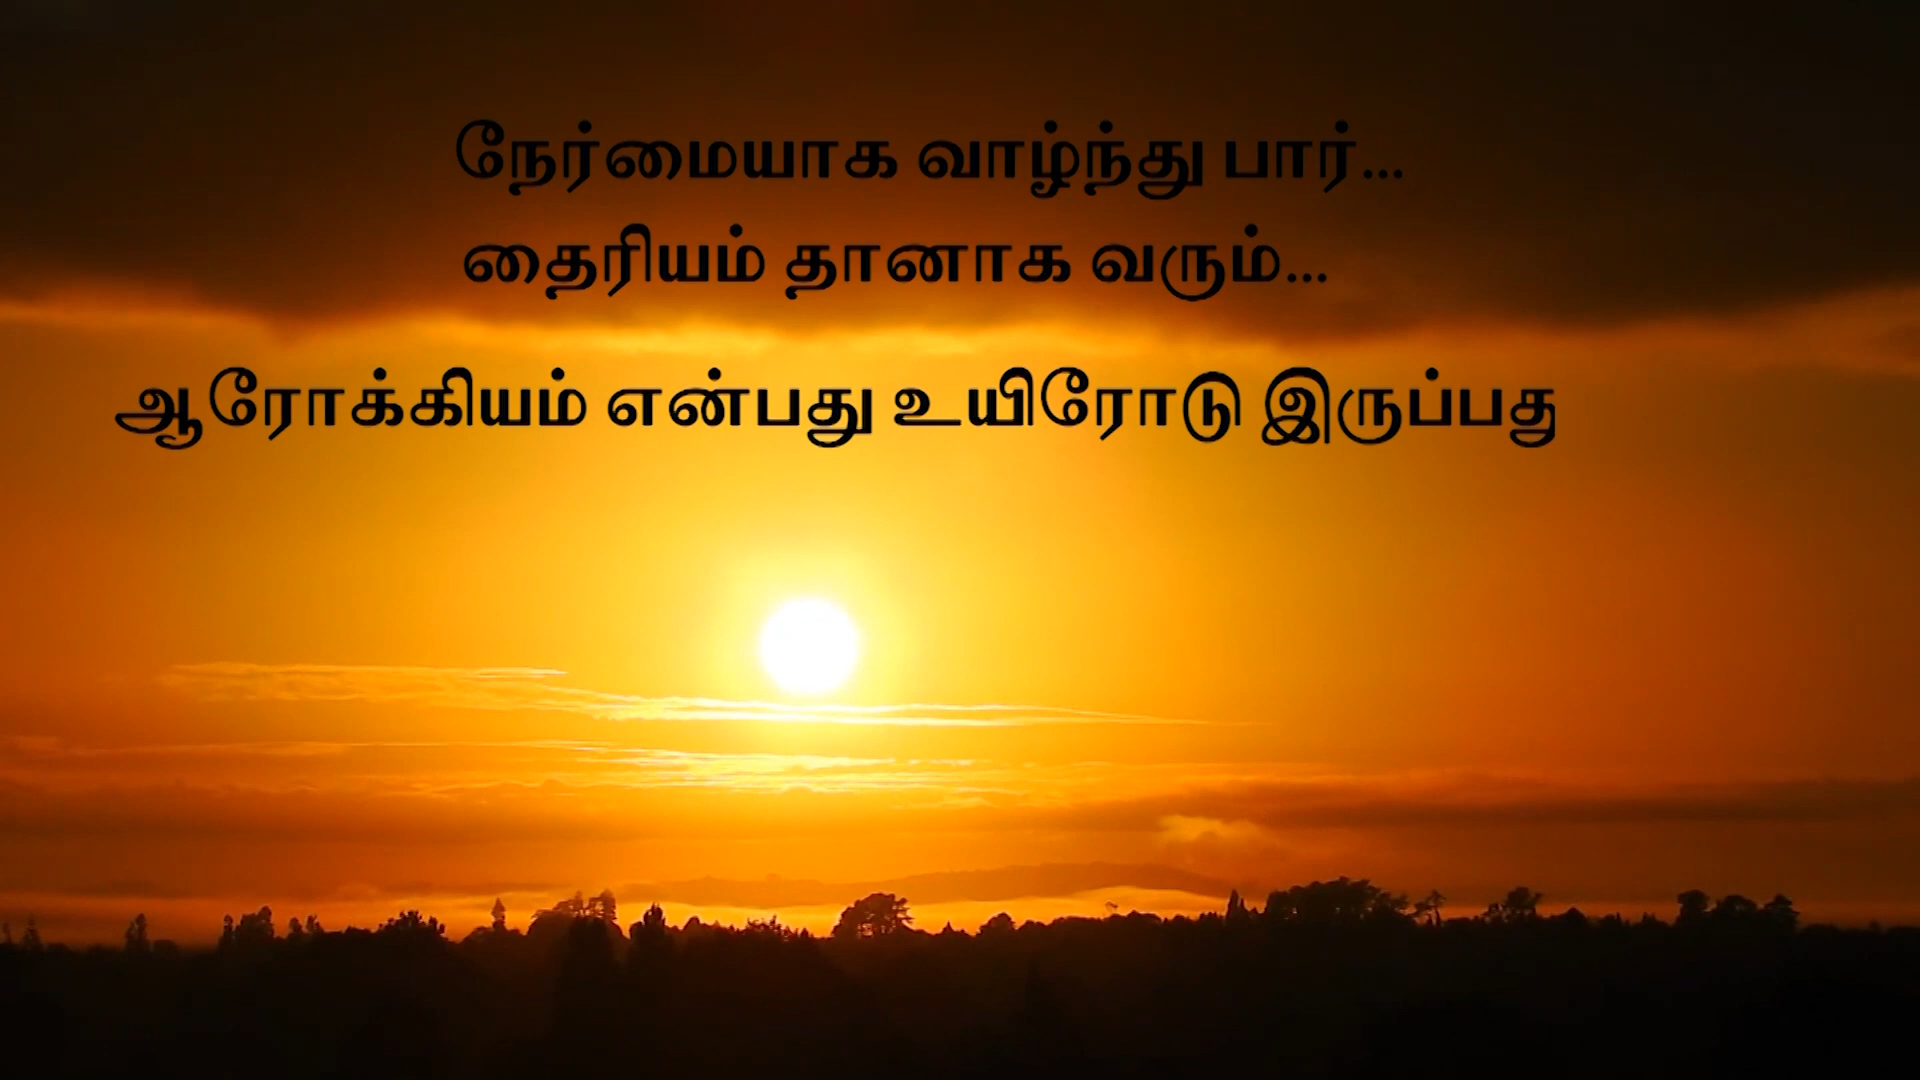 நேர்மையாக வாழ்ந்து பார்...
தைரியம் தானாக வரும்...
ஆரோக்கியம் என்பது உயிரோடு இருப்பது